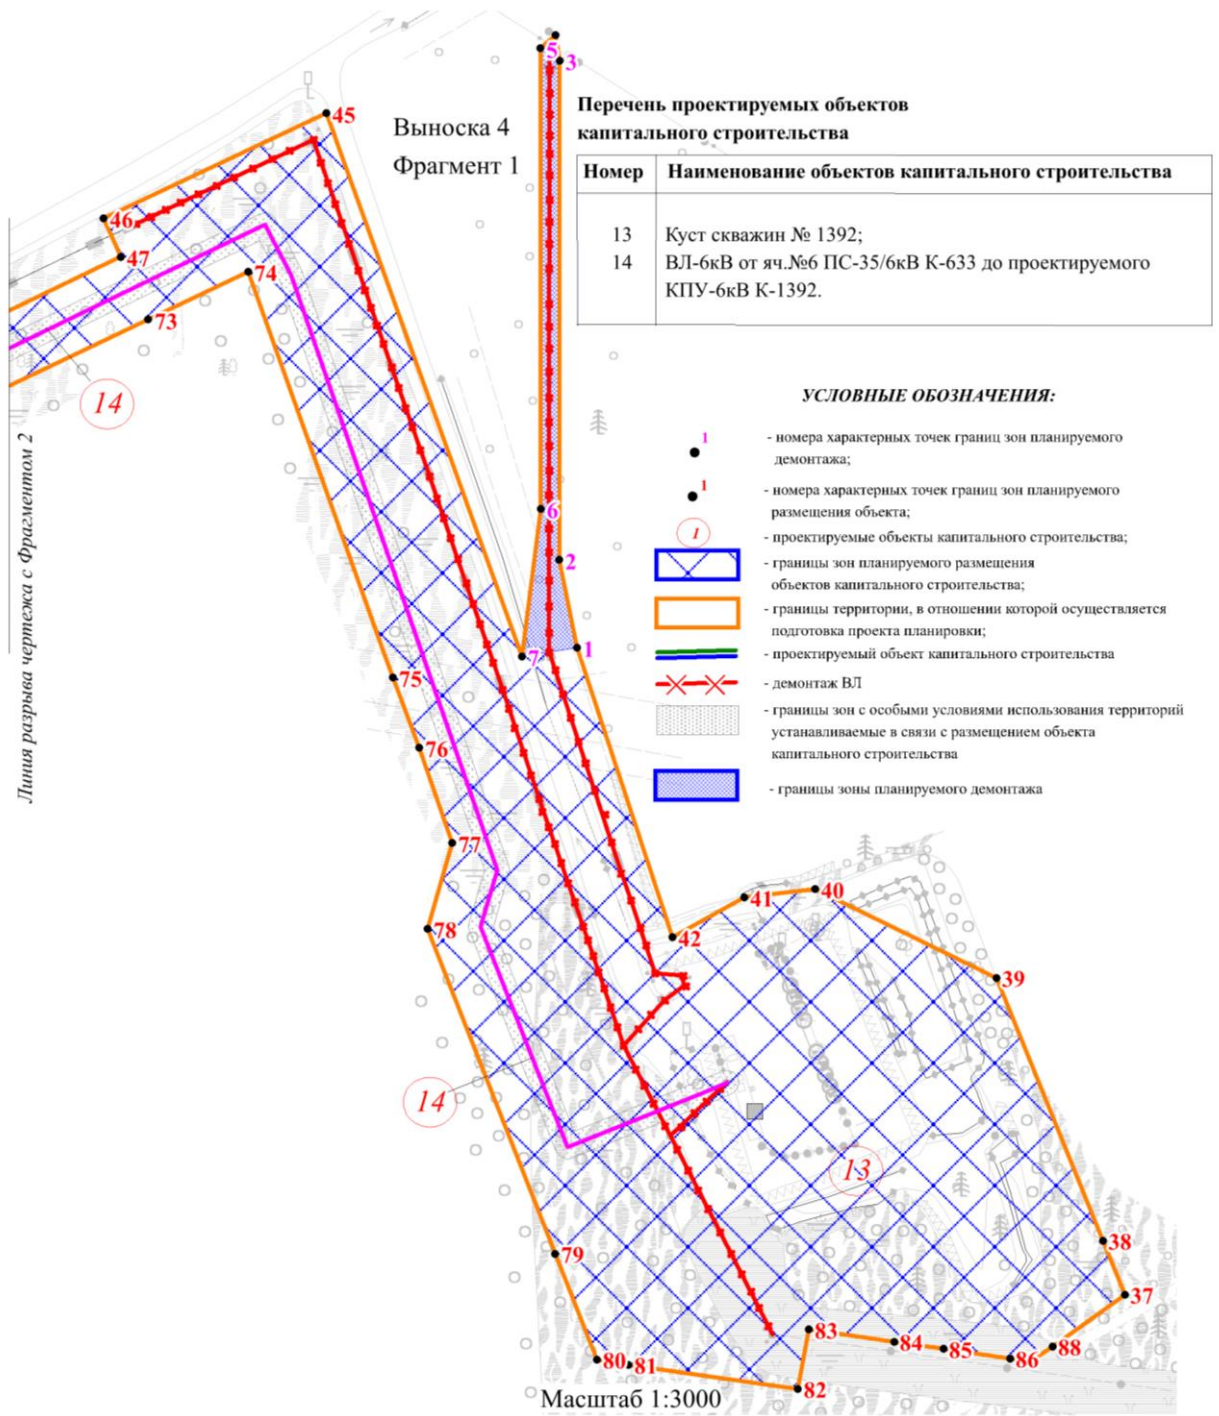 Выноска 4
Фрагмент 1
Перечень проектируемых объектов
капитального строительства
Номер Наименование объектов капитального строительства
13 Куст скважин № 1392;
14 ВЛ-6кВ от яч.№6 ПС-35/6кВ К-633 до проектируемого
КПУ-6кВ К-1392.
УСЛОВНЫЕ ОБОЗНАЧЕНИЯ:
1 - номера характерных точек границ зон планируемого
демонтажа;
1 - номера характерных точек границ зон планируемого
размещения объекта;
1 - проектируемые объекты капитального строительства;
- границы зон планируемого размещения
объектов капитального строительства;
- границы территории, в отношении которой осуществляется
подготовка проекта планировки;
- проектируемый объект капитального строительства
- демонтаж ВЛ
- границы зон с особыми условиями использования территорий
устанавливаемые в связи с размещением объекта
капитального строительства
- границы зоны планируемого демонтажа
Линия разрыва чертежа с фрагментом 2
5
3
45
46
47
74
73
14
6
2
1
7
75
76
77
78
42
41
40
39
14
13
79
38
37
80
81
82
83
84
85
86
88
Масштаб 1:3000